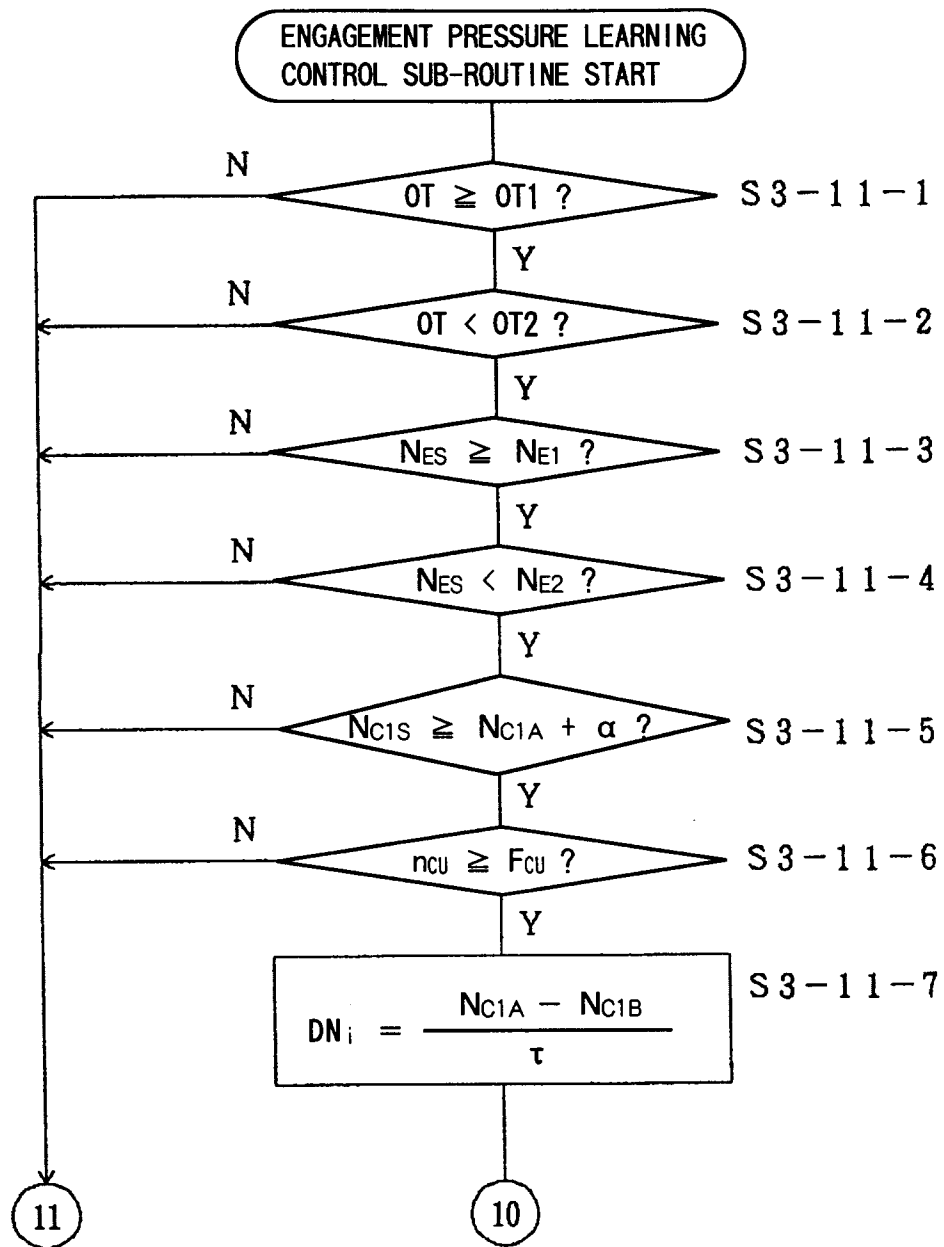 ENGAGEMENT PRESSURE LEARNING
CONTROL SUB-ROUTINE START
N
OT ≧ OT1 ?
S3-11-1
Y
N
OT < OT2 ?
S3-11-2
Y
N
NES ≧ NE1 ?
S3-11-3
Y
N
NES < NE2 ?
S3-11-4
Y
N
NC1S ≧ NC1A + α ?
S3-11-5
Y
N
nCU ≧ FCU ?
S3-11-6
Y
S3-11-7
NC1A - NC1B
DNi =
τ
11
10